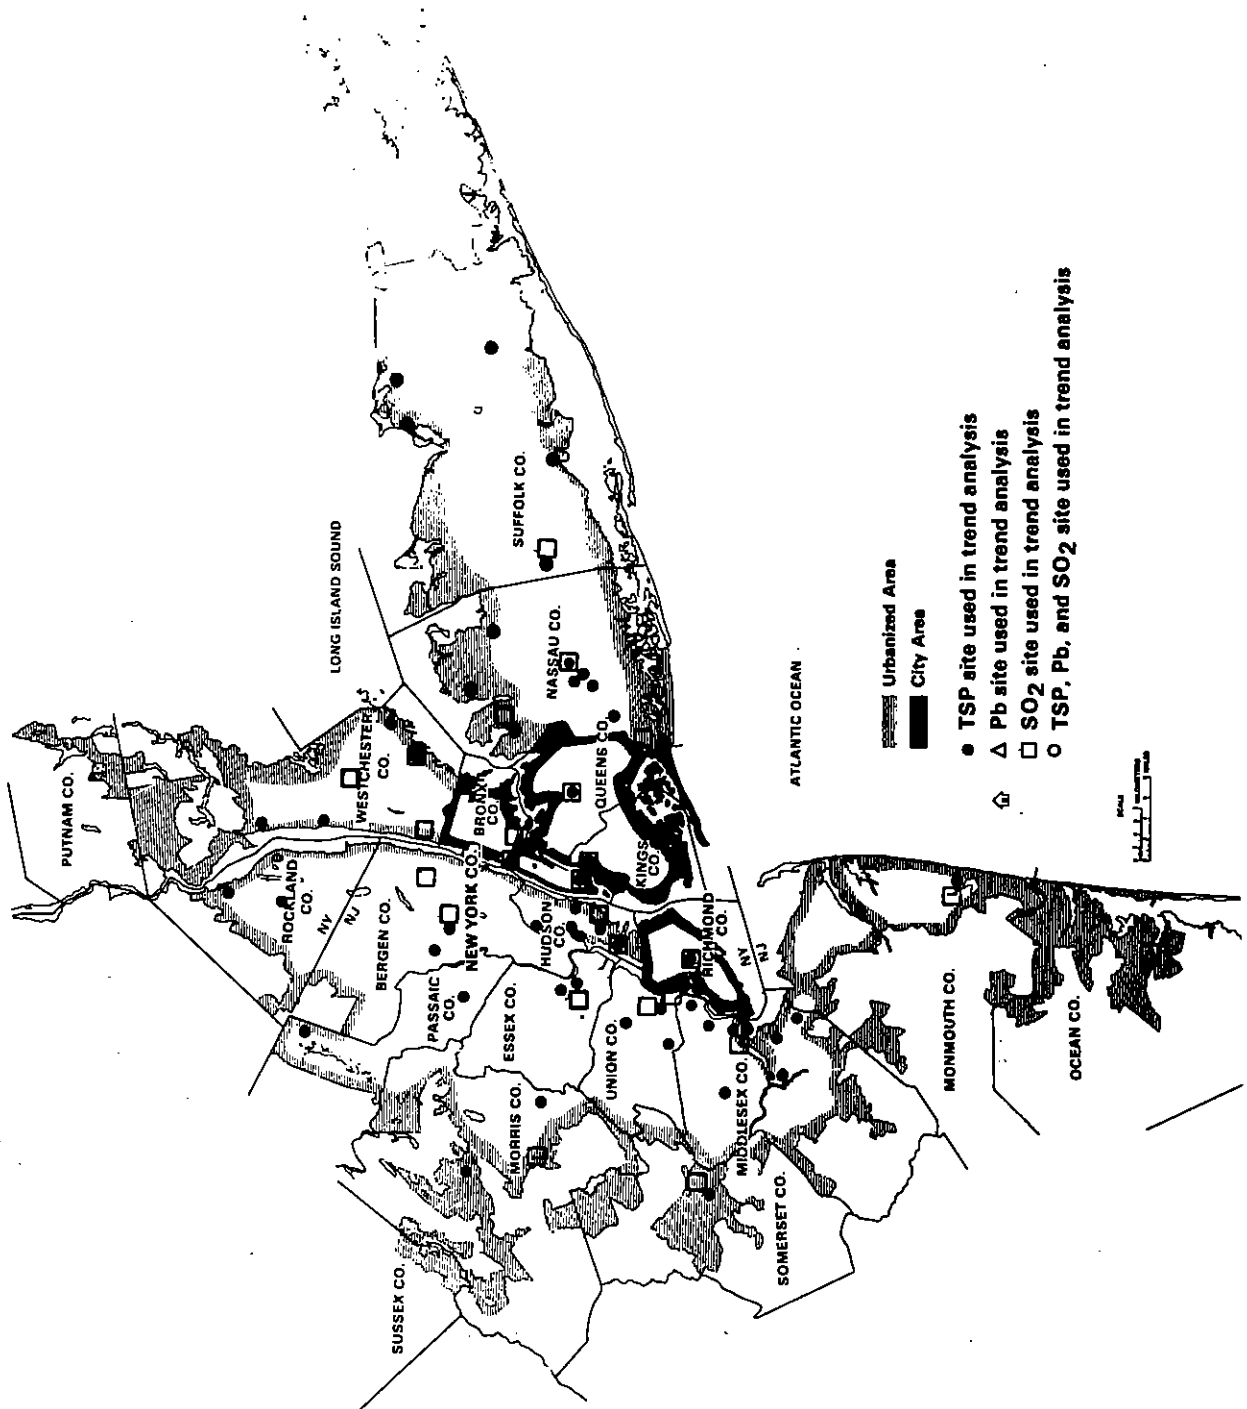 PUTNAM CO.
LONG ISLAND SOUND
WESTCHESTER
CO.
ROCKLAND
CO.
NY
NJ
BERGEN CO.
NEW YORK CO.
BRONX
CO.
SUFFOLK CO.
NASSAU CO.
QUEENS CO.
KINGS
CO.
HUDSON
CO.
PASSAIC
CO.
ESSEX CO.
UNION CO.
MORRIS CO.
SUSSEX CO.
RICHMOND
CO.
NY
NJ
MIDDLESEX CO.
SOMERSET CO.
MONMOUTH CO.
OCEAN CO.
ATLANTIC OCEAN
Urbanized Area
City Area
TSP site used in trend analysis
Pb site used in trend analysis
SO2 site used in trend analysis
TSP, Pb, and SO2 site used in trend analysis
SCALE